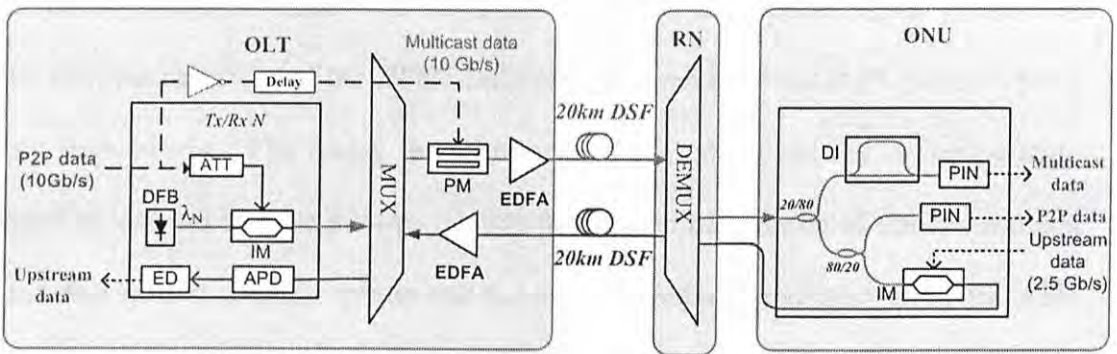 OLT
Multicast data
(10 Gb/s)
Delay
Tx/Rx N
P2P data
(10Gb/s)
ATT
DFB
λN
IM
MUX
PM
EDFA
EDFA
Upstream
data
ED
APD
20km DSF
20km DSF
RN
DEMUX
ONU
DI
PIN
Multicast
data
20/80
PIN
P2P data
80/20
Upstream
data
(2.5 Gb/s)
IM